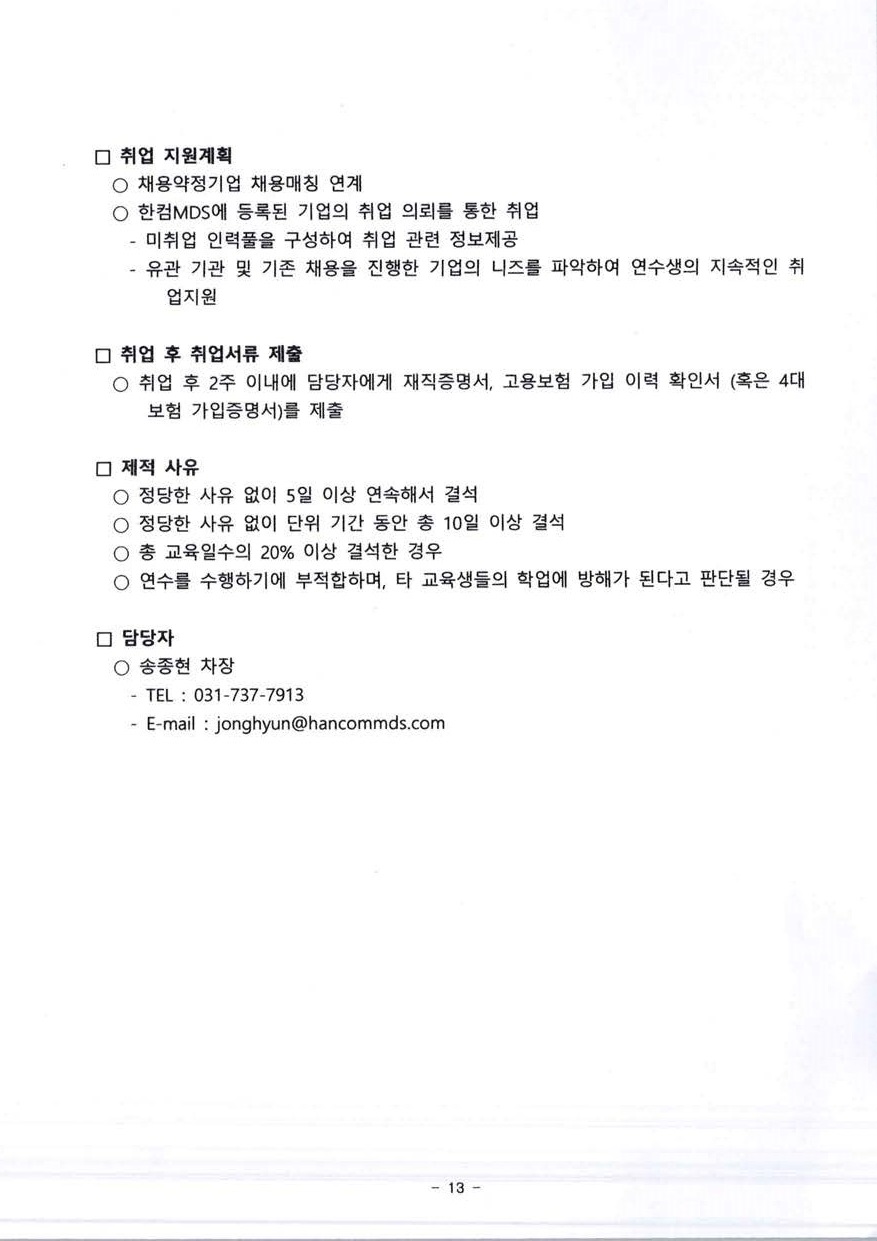 □ 취업 지원계획
○ 채용약정기업 채용매칭 연계
○ 한컴MDS에 등록된 기업의 취업 의뢰를 통한 취업
- 미취업 인력풀을 구성하여 취업 관련 정보제공
- 유관 기관 및 기존 채용을 진행한 기업의 니즈를 파악하여 연수생의 지속적인 취
업지원
□ 취업 후 취업서류 제출
○ 취업 후 2주 이내에 담당자에게 재직증명서, 고용보험 가입 이력 확인서 (혹은 4대
보험 가입증명서)를 제출
□ 제적 사유
○ 정당한 사유 없이 5일 이상 연속해서 결석
○ 정당한 사유 없이 단위 기간 동안 총 10일 이상 결석
○ 총 교육일수의 20% 이상 결석한 경우
○ 연수를 수행하기에 부적합하며, 타 교육생들의 학업에 방해가 된다고 판단될 경우
□ 담당자
○ 송종현 차장
- TEL : 031-737-7913
- E-mail : jonghyun@hancommds.com
- 13 -